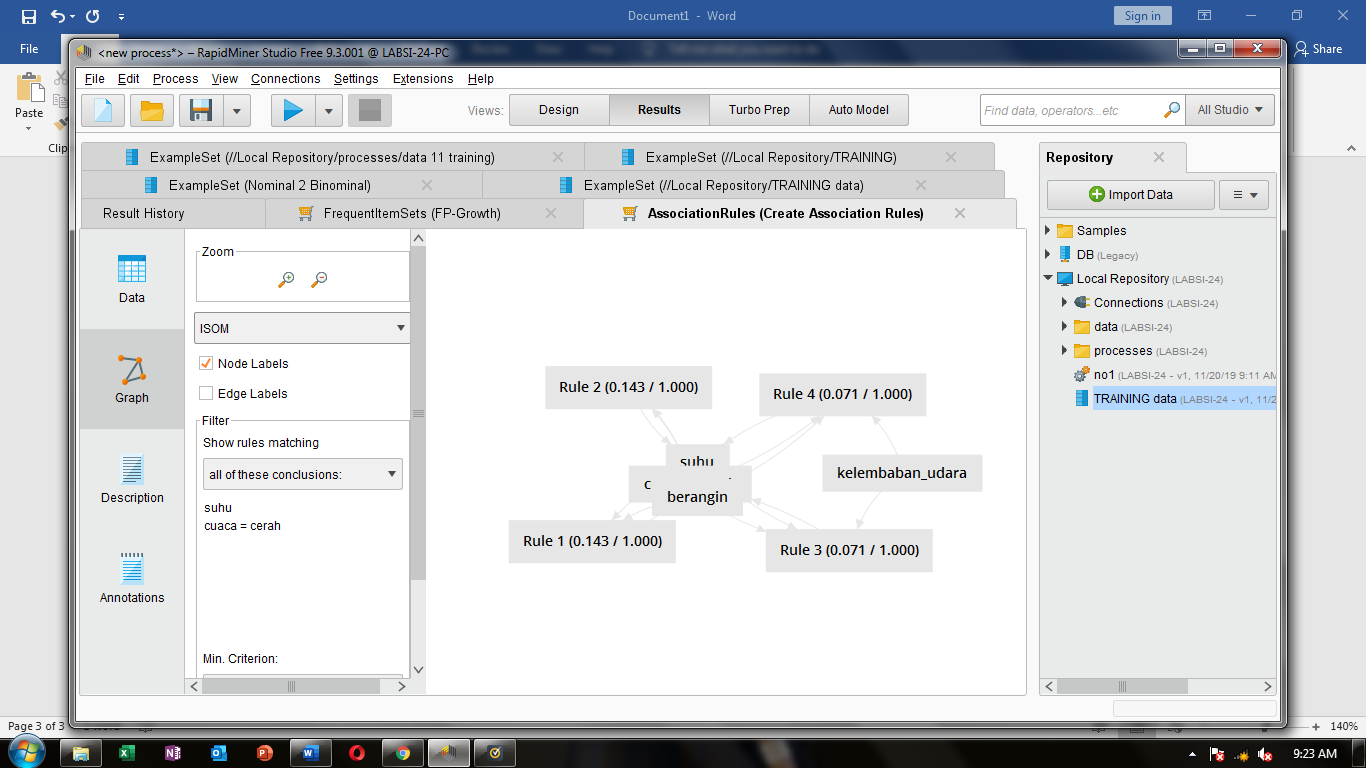 Document1 - Word
Sign in
File
Share
Paste
Clip
<new process*> – RapidMiner Studio Free 9.3.001 @ LABSI-24-PC
File Edit Process View Connections Settings Extensions Help
Views: Design Results Turbo Prep Auto Model
Find data, operators...etc
All Studio
ExampleSet (//Local Repository/processes/data 11 training)
ExampleSet (//Local Repository/TRAINING)
ExampleSet (Nominal 2 Binominal)
ExampleSet (//Local Repository/TRAINING data)
Result History
FrequentItemSets (FP-Growth)
AssociationRules (Create Association Rules)
Data
Graph
Description
Annotations
Zoom
ISOM
Node Labels
Edge Labels
Filter
Show rules matching
all of these conclusions:
suhu
cuaca = cerah
Min. Criterion:
Rule 2 (0.143 / 1.000)
Rule 4 (0.071 / 1.000)
suhu
c
berangin
kelembaban_udara
Rule 1 (0.143 / 1.000)
Rule 3 (0.071 / 1.000)
Repository
Import Data
Samples
DB (Legacy)
Local Repository (LABSI-24)
Connections (LABSI-24)
data (LABSI-24)
processes (LABSI-24)
no1 (LABSI-24 - v1, 11/20/19 9:11 AM
TRAINING data (LABSI-24 - v1, 11/2
Page 3 of 3
140%
9:23 AM